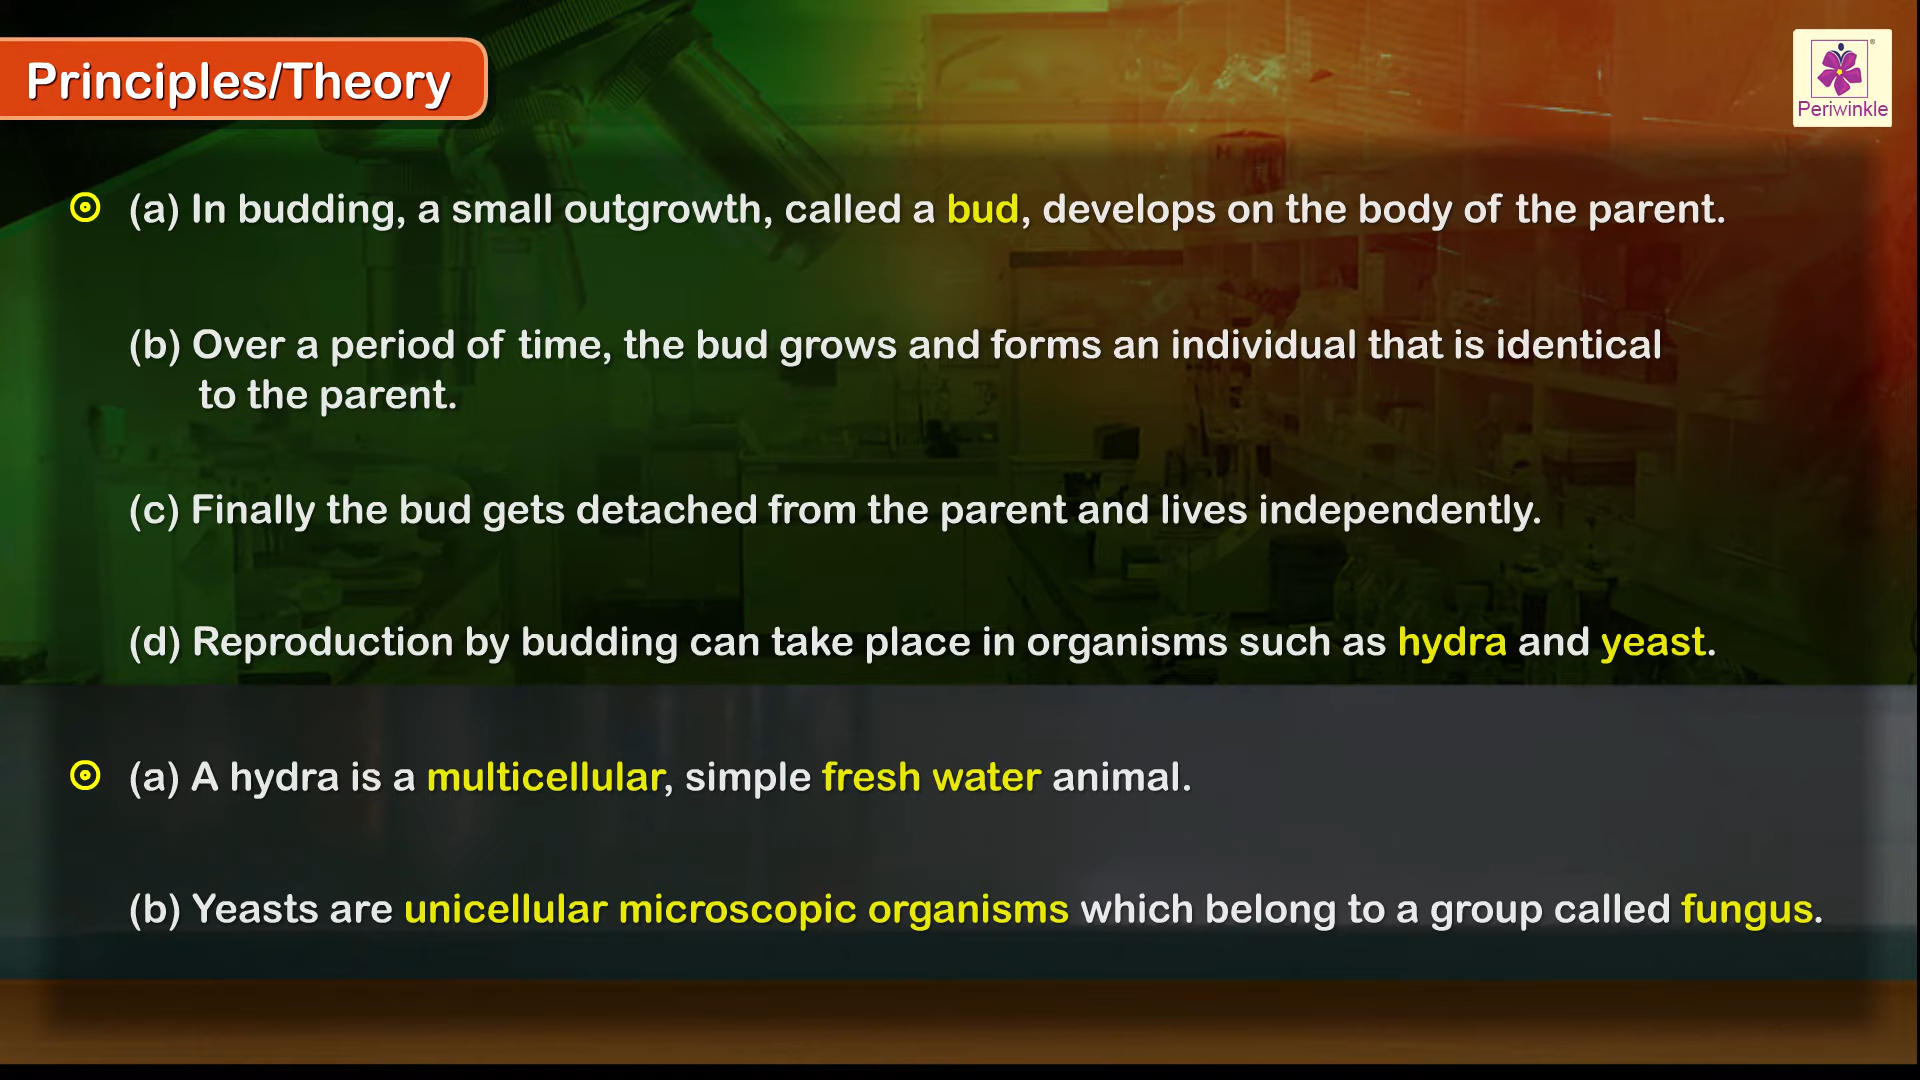 Principles/Theory
Periwinkle
(a) In budding, a small outgrowth, called a bud, develops on the body of the parent.
(b) Over a period of time, the bud grows and forms an individual that is identical
to the parent.
(c) Finally the bud gets detached from the parent and lives independently.
(d) Reproduction by budding can take place in organisms such as hydra and yeast.
(a) A hydra is a multicellular, simple fresh water animal.
(b) Yeasts are unicellular microscopic organisms which belong to a group called fungus.